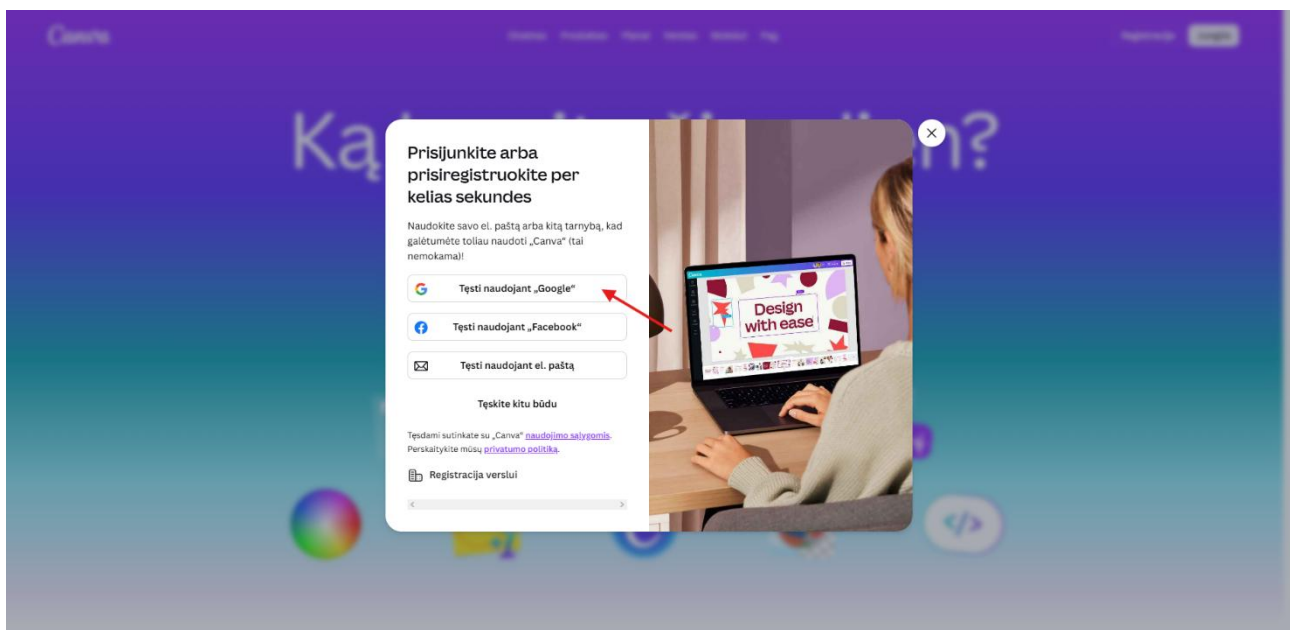 Canva
Ką
n?
Prisijunkite arba
prisiregistruokite per
kelias sekundes
Naudokite savo el. paštą arba kitą tarnybą, kad
galėtumėte toliau naudoti „Canva“ (tai
nemokama)!
Tęsti naudojant „Google“
Tęsti naudojant „Facebook“
Tęsti naudojant el. paštą
Tęskite kitu būdu
Tęsdami sutinkate su „Canva“ naudojimo sąlygomis.
Perskaitykite mūsų privatumo politiką.
Registracija verslui
Design
with ease